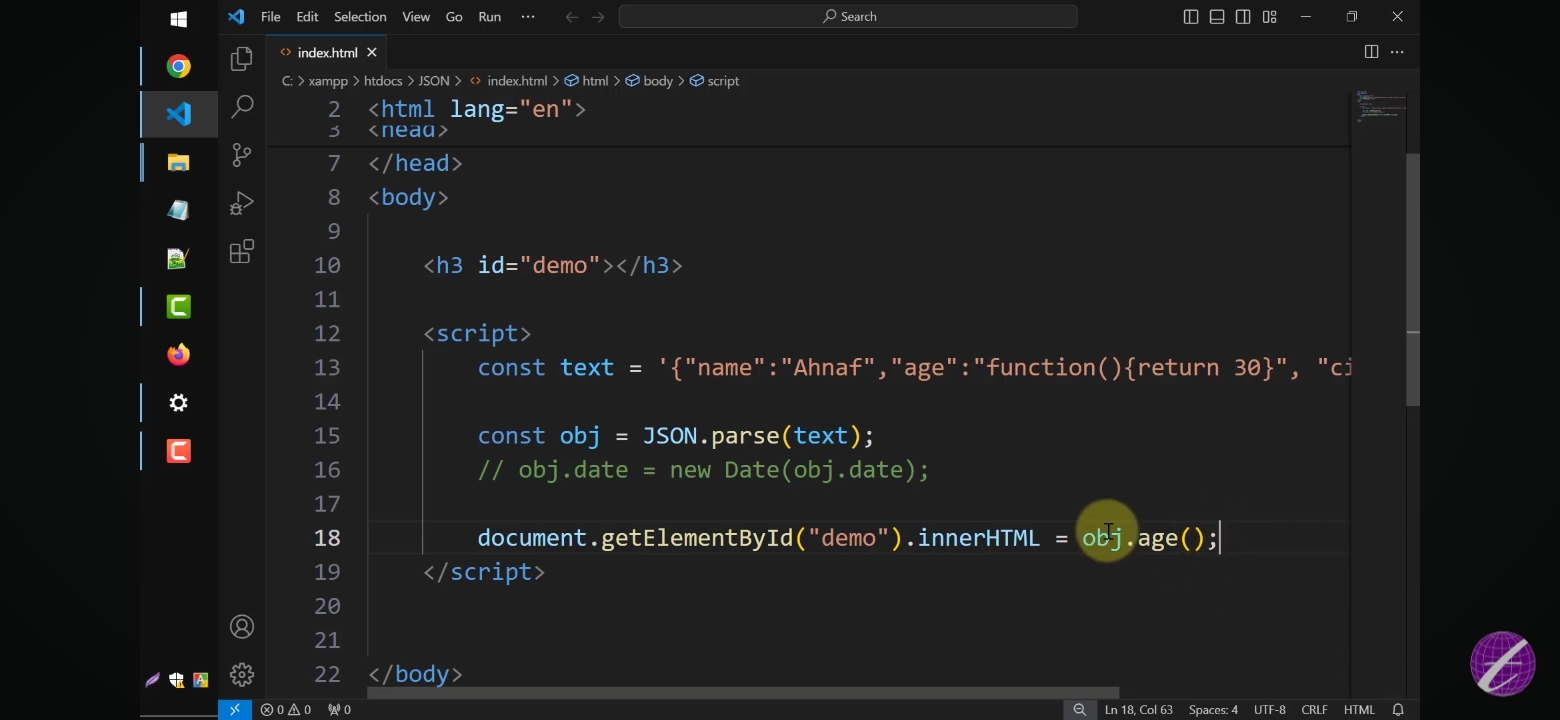 File Edit Selection View Go Run ··· Search
index.html
C: > xampp > htdocs > JSON > index.html > html > body > script
2 <html lang="en">
3 <head>
7 </head>
8 <body>
9
10 <h3 id="demo"></h3>
11
12 <script>
13 const text = '{"name":"Ahnaf","age":"function(){return 30}", "ci
14
15 const obj = JSON.parse(text);
16 // obj.date = new Date(obj.date);
17
18 document.getElementById("demo").innerHTML = obj.age();
19 </script>
20
21
22 </body>
0 0 0 Ln 18, Col 63 Spaces: 4 UTF-8 CRLF HTML